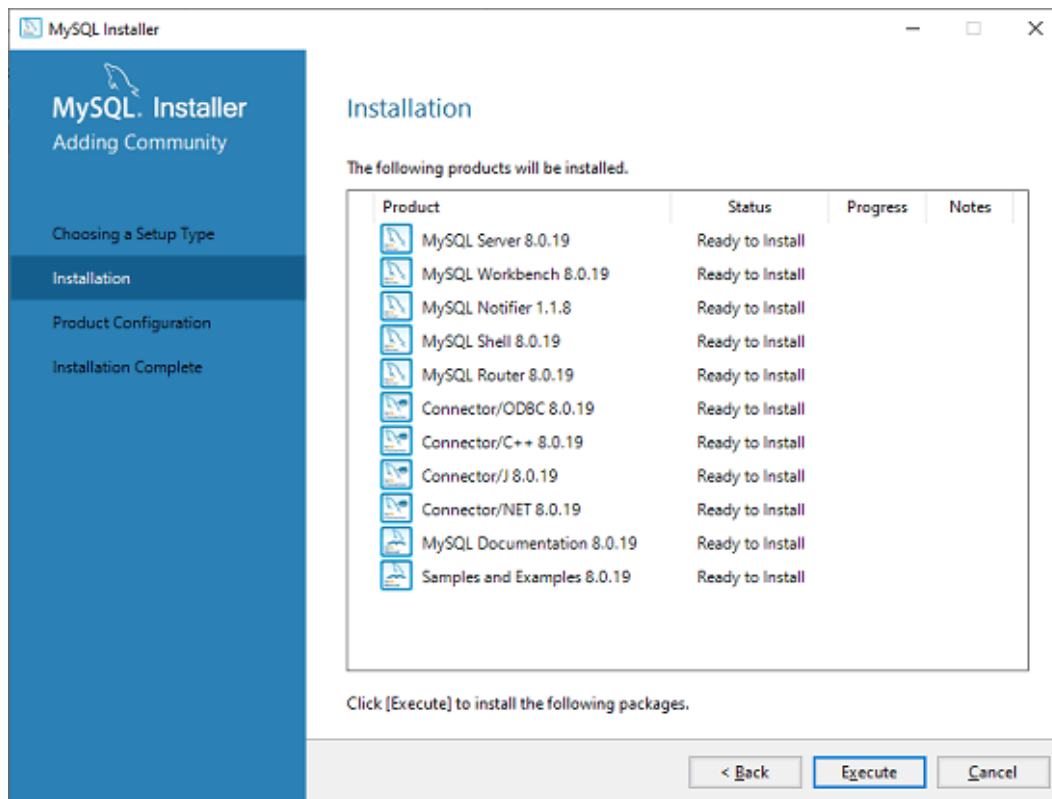 MySQL Installer
MySQL. Installer
Adding Community
Choosing a Setup Type
Installation
Product Configuration
Installation Complete
Installation
The following products will be installed.
Product Status Progress Notes
MySQL Server 8.0.19 Ready to Install
MySQL Workbench 8.0.19 Ready to Install
MySQL Notifier 1.1.8 Ready to Install
MySQL Shell 8.0.19 Ready to Install
MySQL Router 8.0.19 Ready to Install
Connector/ODBC 8.0.19 Ready to Install
Connector/C++ 8.0.19 Ready to Install
Connector/J 8.0.19 Ready to Install
Connector/NET 8.0.19 Ready to Install
MySQL Documentation 8.0.19 Ready to Install
Samples and Examples 8.0.19 Ready to Install
Click [Execute] to install the following packages.
< Back Execute Cancel